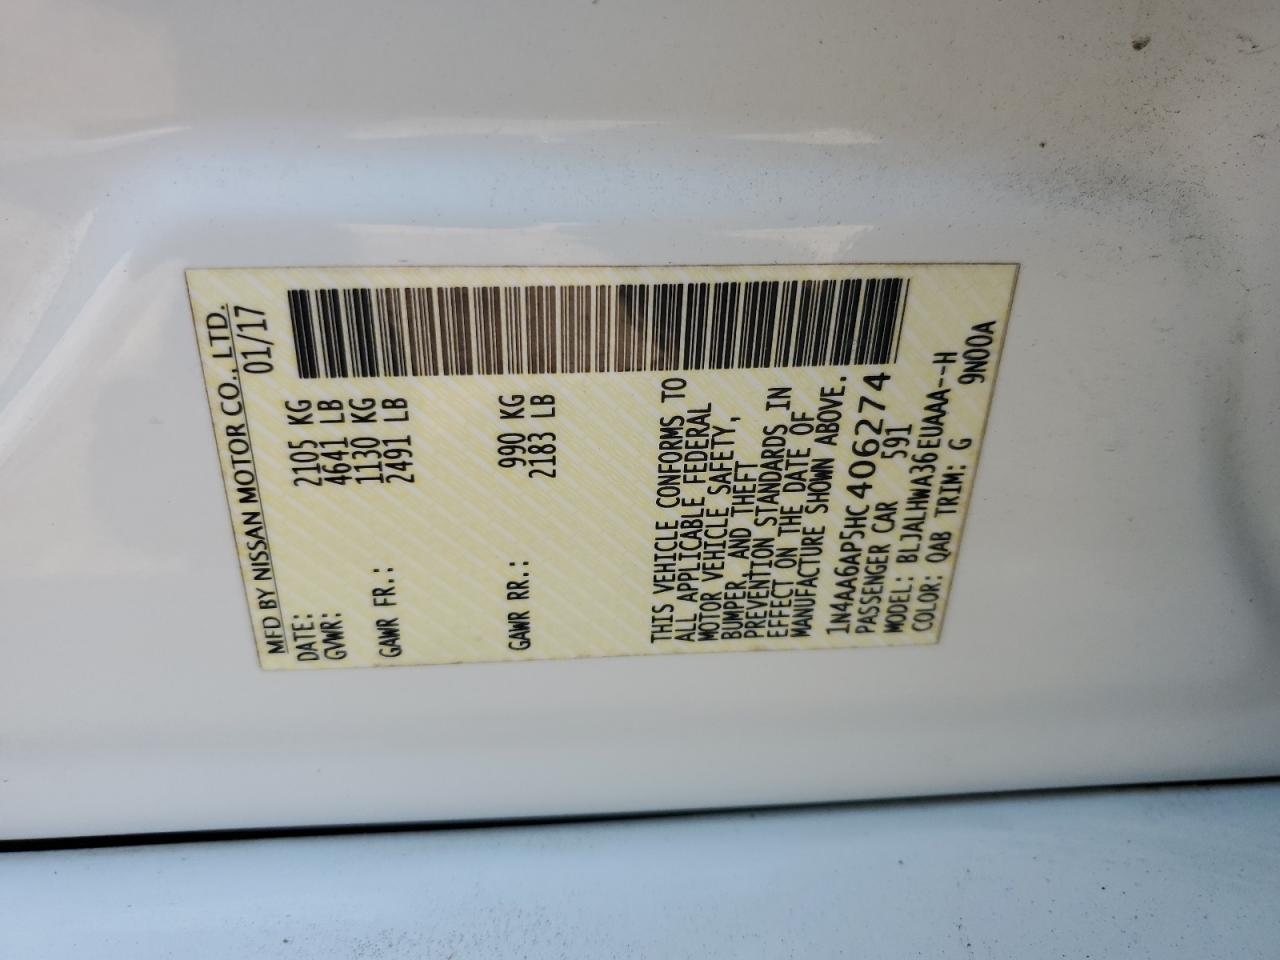 MFD BY NISSAN MOTOR CO., LTD.
DATE: 01/17
GVWR: 2105 KG
4641 LB
GAWR FR.: 1130 KG
2491 LB
GAWR RR.: 990 KG
2183 LB
THIS VEHICLE CONFORMS TO
ALL APPLICABLE FEDERAL
MOTOR VEHICLE SAFETY,
BUMPER, AND THEFT
PREVENTION STANDARDS IN
EFFECT ON THE DATE OF
MANUFACTURE SHOWN ABOVE.
1N4AA6AP5HC406274
PASSENGER CAR 591
MODEL: BLJALHWA36EUAAA--H
COLOR: QAB TRIM: G 9N00A